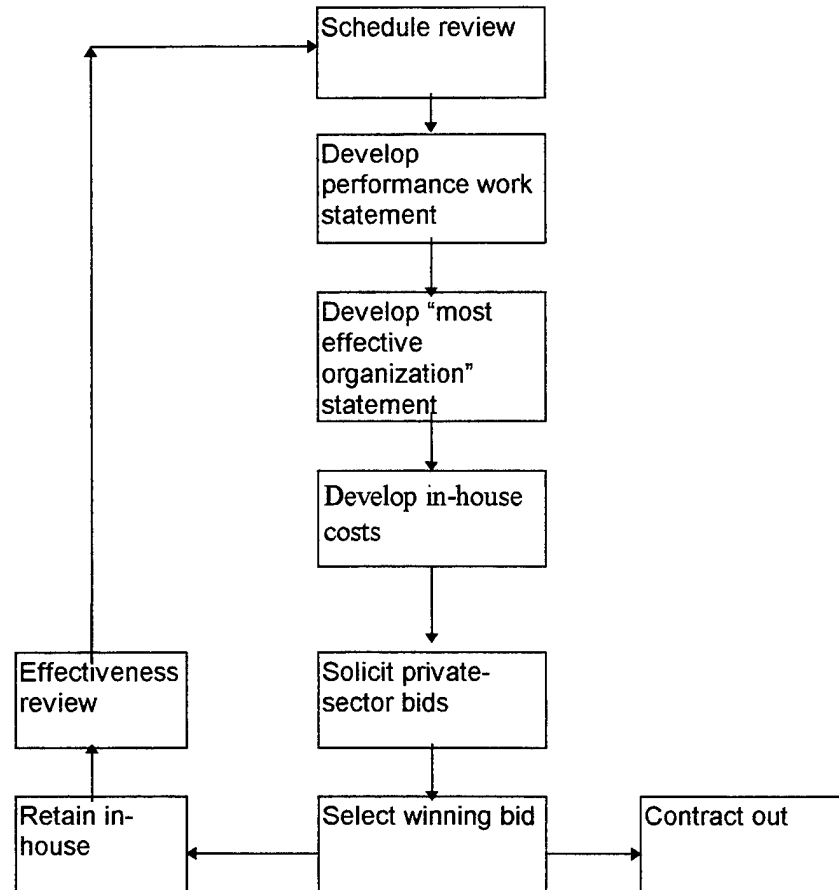 Schedule review
Develop
performance work
statement
Develop “most
effective
organization”
statement
Develop in-house
costs
Effectiveness
review
Solicit private-
sector bids
Retain in-
house
Select winning bid
Contract out